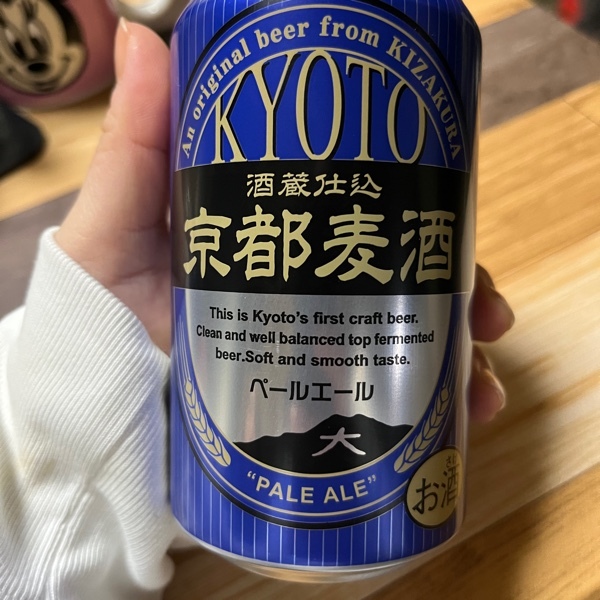 An original beer from KIZAKURA
KYOTO
酒蔵仕込
京都麦酒
This is Kyoto's first craft beer.
Clean and well balanced top fermented
beer.Soft and smooth taste.
ペールエール
大
“PALE ALE”
お酒